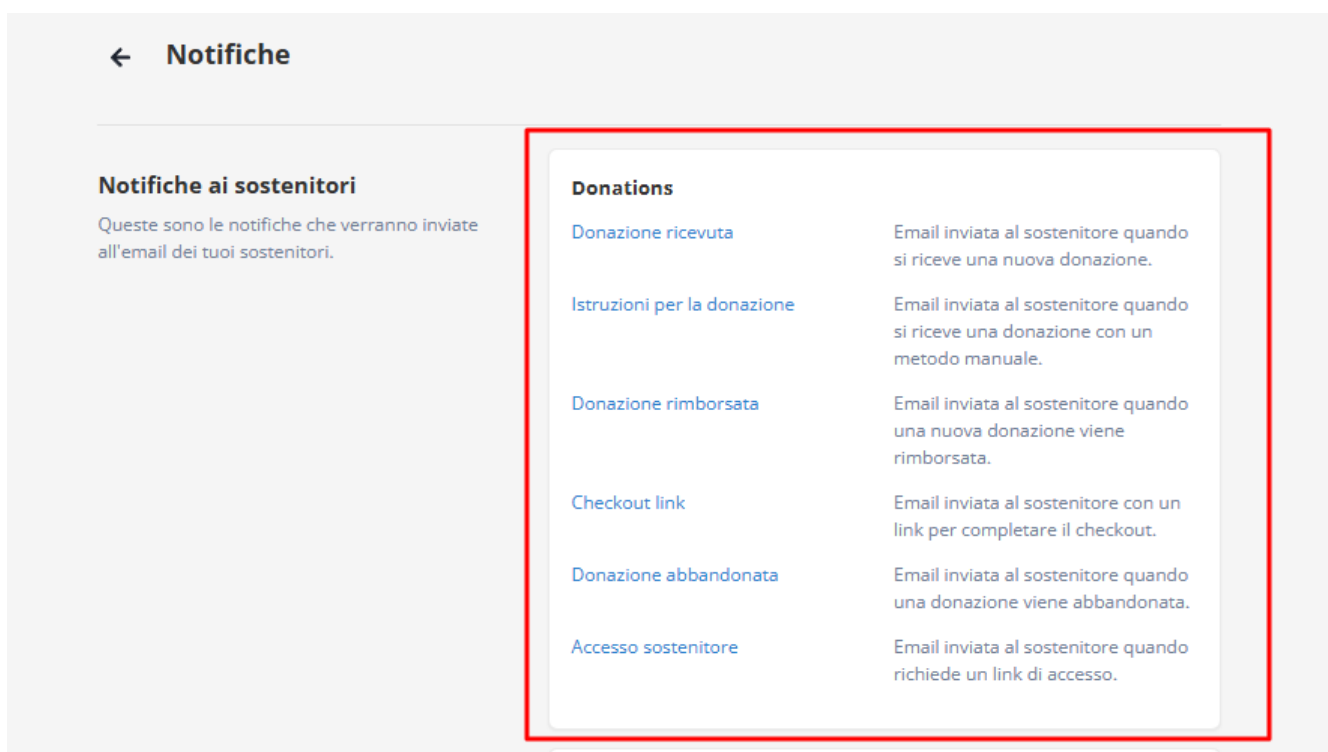 Notifiche
Notifiche ai sostenitori
Queste sono le notifiche che verranno inviate
all'email dei tuoi sostenitori.
Donations
Donazione ricevuta
Email inviata al sostenitore quando
si riceve una nuova donazione.
Istruzioni per la donazione
Email inviata al sostenitore quando
si riceve una donazione con un
metodo manuale.
Donazione rimborsata
Email inviata al sostenitore quando
una nuova donazione viene
rimborsata.
Checkout link
Email inviata al sostenitore con un
link per completare il checkout.
Donazione abbandonata
Email inviata al sostenitore quando
una donazione viene abbandonata.
Accesso sostenitore
Email inviata al sostenitore quando
richiede un link di accesso.